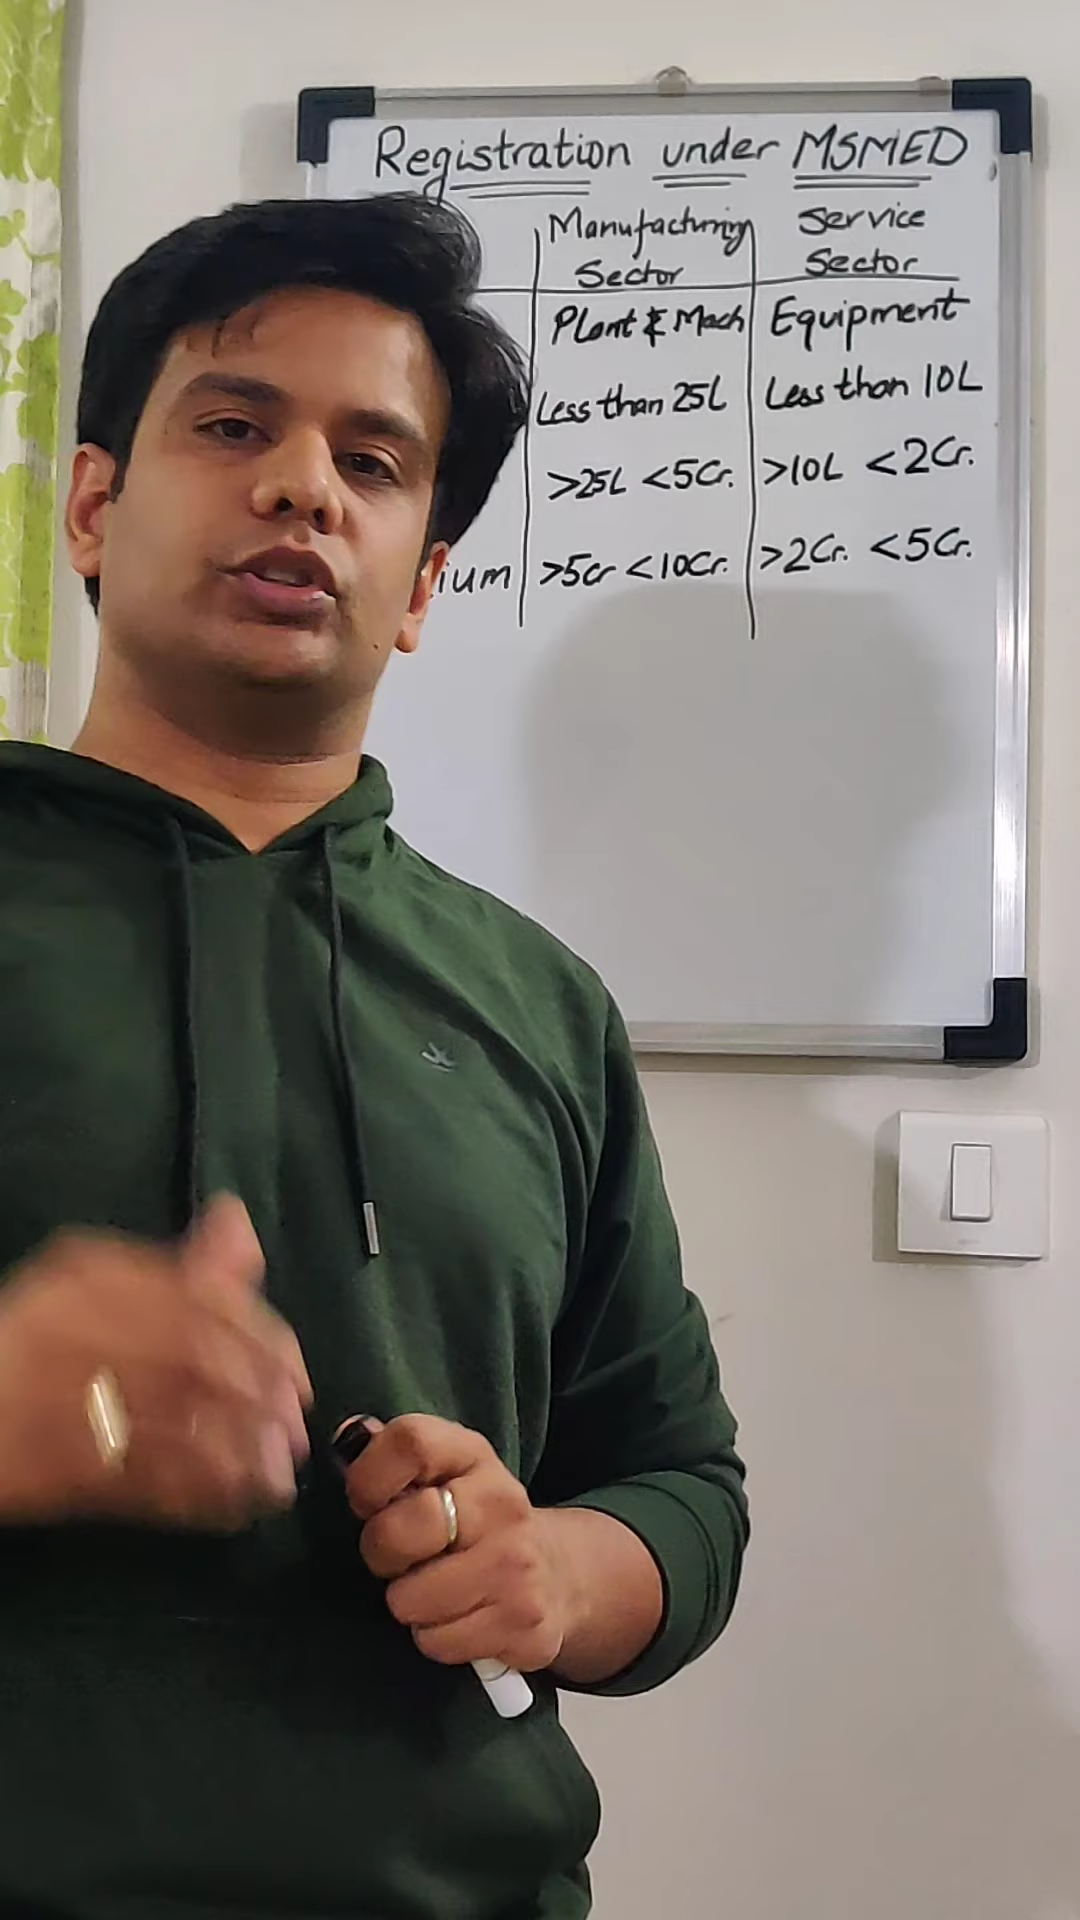 Registration under MSMED
Manufacturing Sector
Service Sector
Plant & Mach
Equipment
Less than 25L
Less than 10L
>25L <5Cr.
>10L <2Cr.
ium
>5Cr <10Cr.
>2Cr. <5Cr.